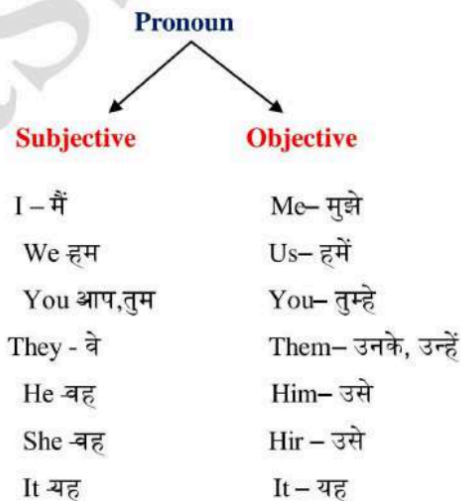 Pronoun
Subjective Objective
I – मैं Me– मुझे
We हम Us– हमें
You आप,तुम You– तुम्हे
They - वे Them– उनके, उन्हें
He -वह Him– उसे
She -वह Hir – उसे
It यह It – यह